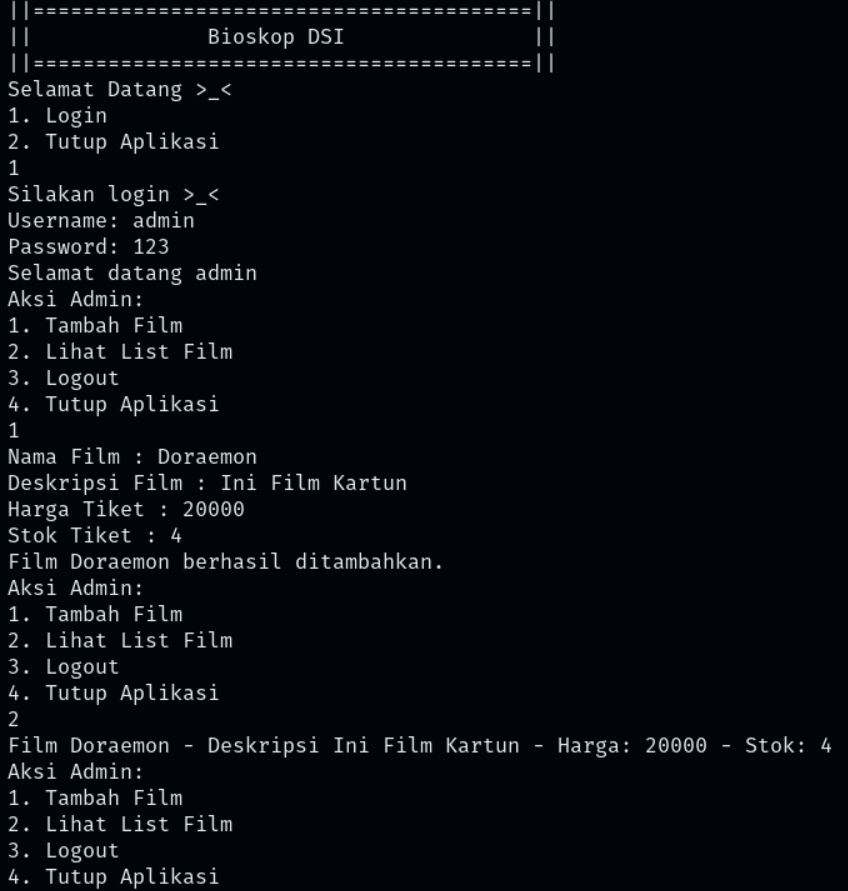 ||========================================||
||              Bioskop DSI               ||
||========================================||
Selamat Datang >_<
1. Login
2. Tutup Aplikasi
1
Silakan login >_<
Username: admin
Password: 123
Selamat datang admin
Aksi Admin:
1. Tambah Film
2. Lihat List Film
3. Logout
4. Tutup Aplikasi
1
Nama Film : Doraemon
Deskripsi Film : Ini Film Kartun
Harga Tiket : 20000
Stok Tiket : 4
Film Doraemon berhasil ditambahkan.
Aksi Admin:
1. Tambah Film
2. Lihat List Film
3. Logout
4. Tutup Aplikasi
2
Film Doraemon - Deskripsi Ini Film Kartun - Harga: 20000 - Stok: 4
Aksi Admin:
1. Tambah Film
2. Lihat List Film
3. Logout
4. Tutup Aplikasi